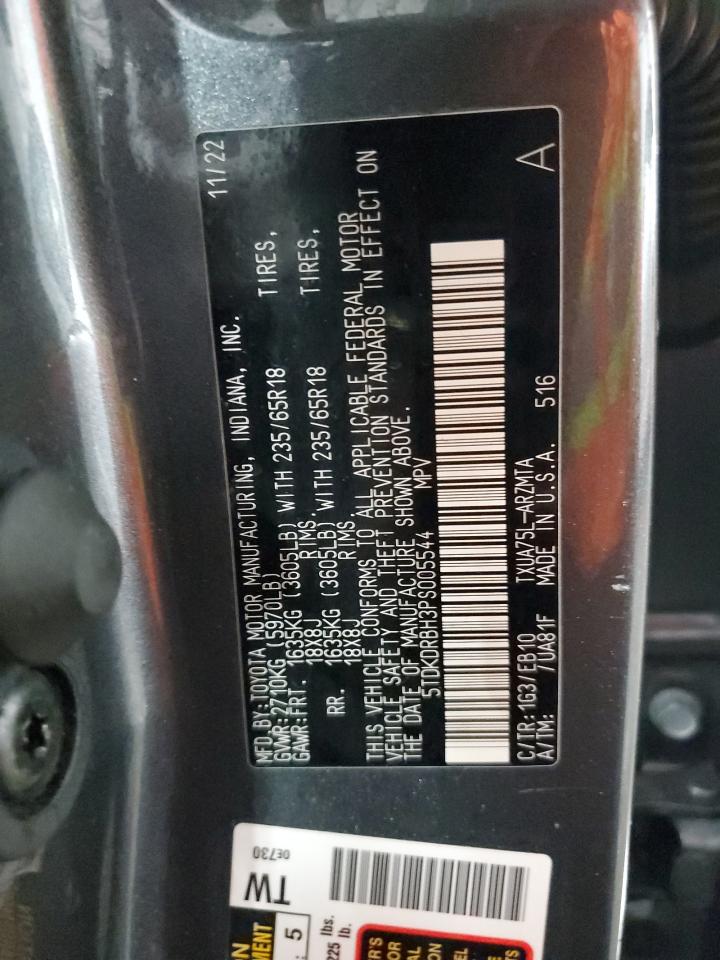 11/22
MFD. BY: TOYOTA MOTOR MANUFACTURING, INDIANA, INC.
GVWR: 2710KG (5970LB)
GAWR: FRT. 1635KG (3605LB) WITH 235/65R18 TIRES,
18X8J RIMS.
RR. 1635KG (3605LB) WITH 235/65R18 TIRES,
18X8J RIMS
THIS VEHICLE CONFORMS TO ALL APPLICABLE FEDERAL MOTOR
VEHICLE SAFETY AND THEFT PREVENTION STANDARDS IN EFFECT ON
THE DATE OF MANUFACTURE SHOWN ABOVE.
5TDKDRBH3PS005544 MPV
C/TR: 1G3/EB10 TXUA75L-ARZMTA A
A/TM: /UA81F MADE IN U.S.A. 516
0E730
TW
5
lbs.
225 lb.